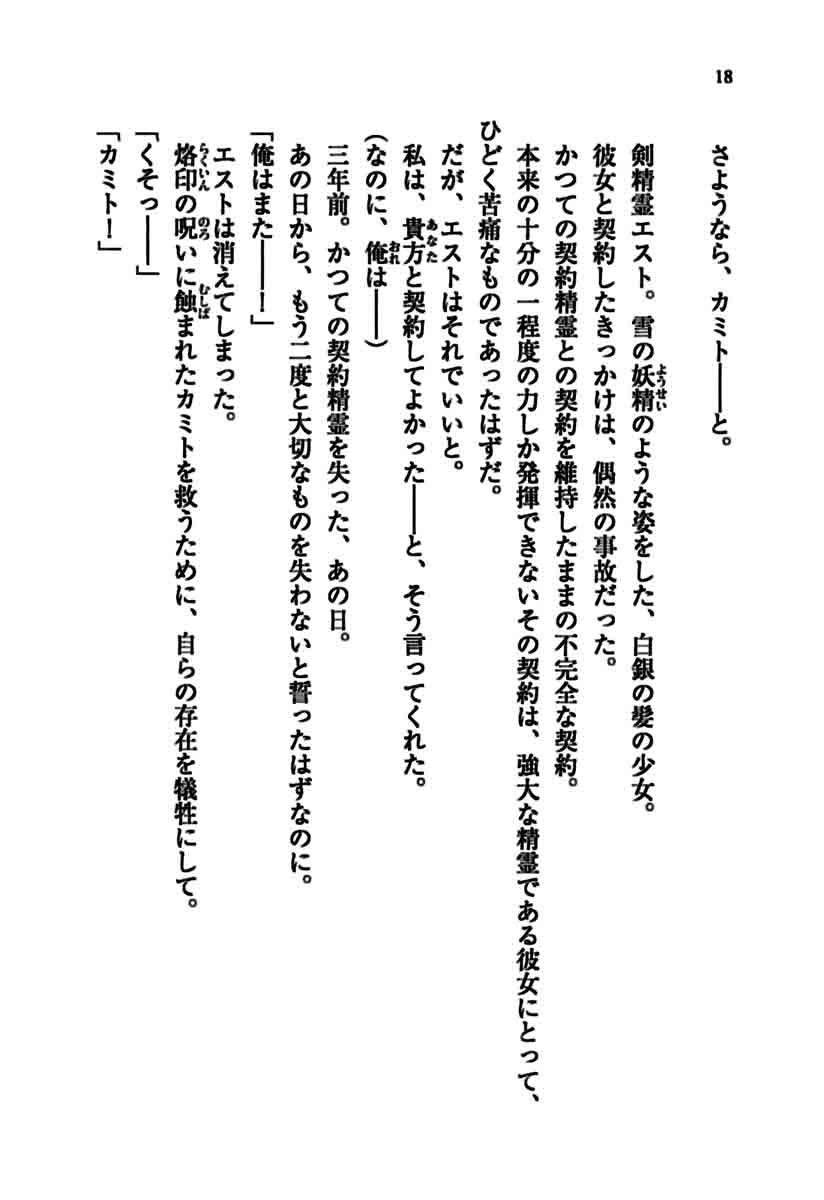 18
さようなら、カミト――と。
剣精霊エスト。雪の妖精のような姿をした、白銀の髪の少女。
彼女と契約したきっかけは、偶然の事故だった。
かつての契約精霊との契約を維持したままの不完全な契約。
本来の十分の一程度の力しか発揮できないその契約は、強大な精霊である彼女にとって、
ひどく苦痛なものであったはずだ。
だが、エストはそれでいいと。
私は、貴方と契約してよかった――と、そう言ってくれた。
(なのに、俺は――)
三年前。かつての契約精霊を失った、あの日。
あの日から、もう二度と大切なものを失わないと誓ったはずなのに。
「俺はまた――!」
エストは消えてしまった。
烙印の呪いに蝕まれたカミトを救うために、自らの存在を犠牲にして。
「くそっ――」
「カミト!」